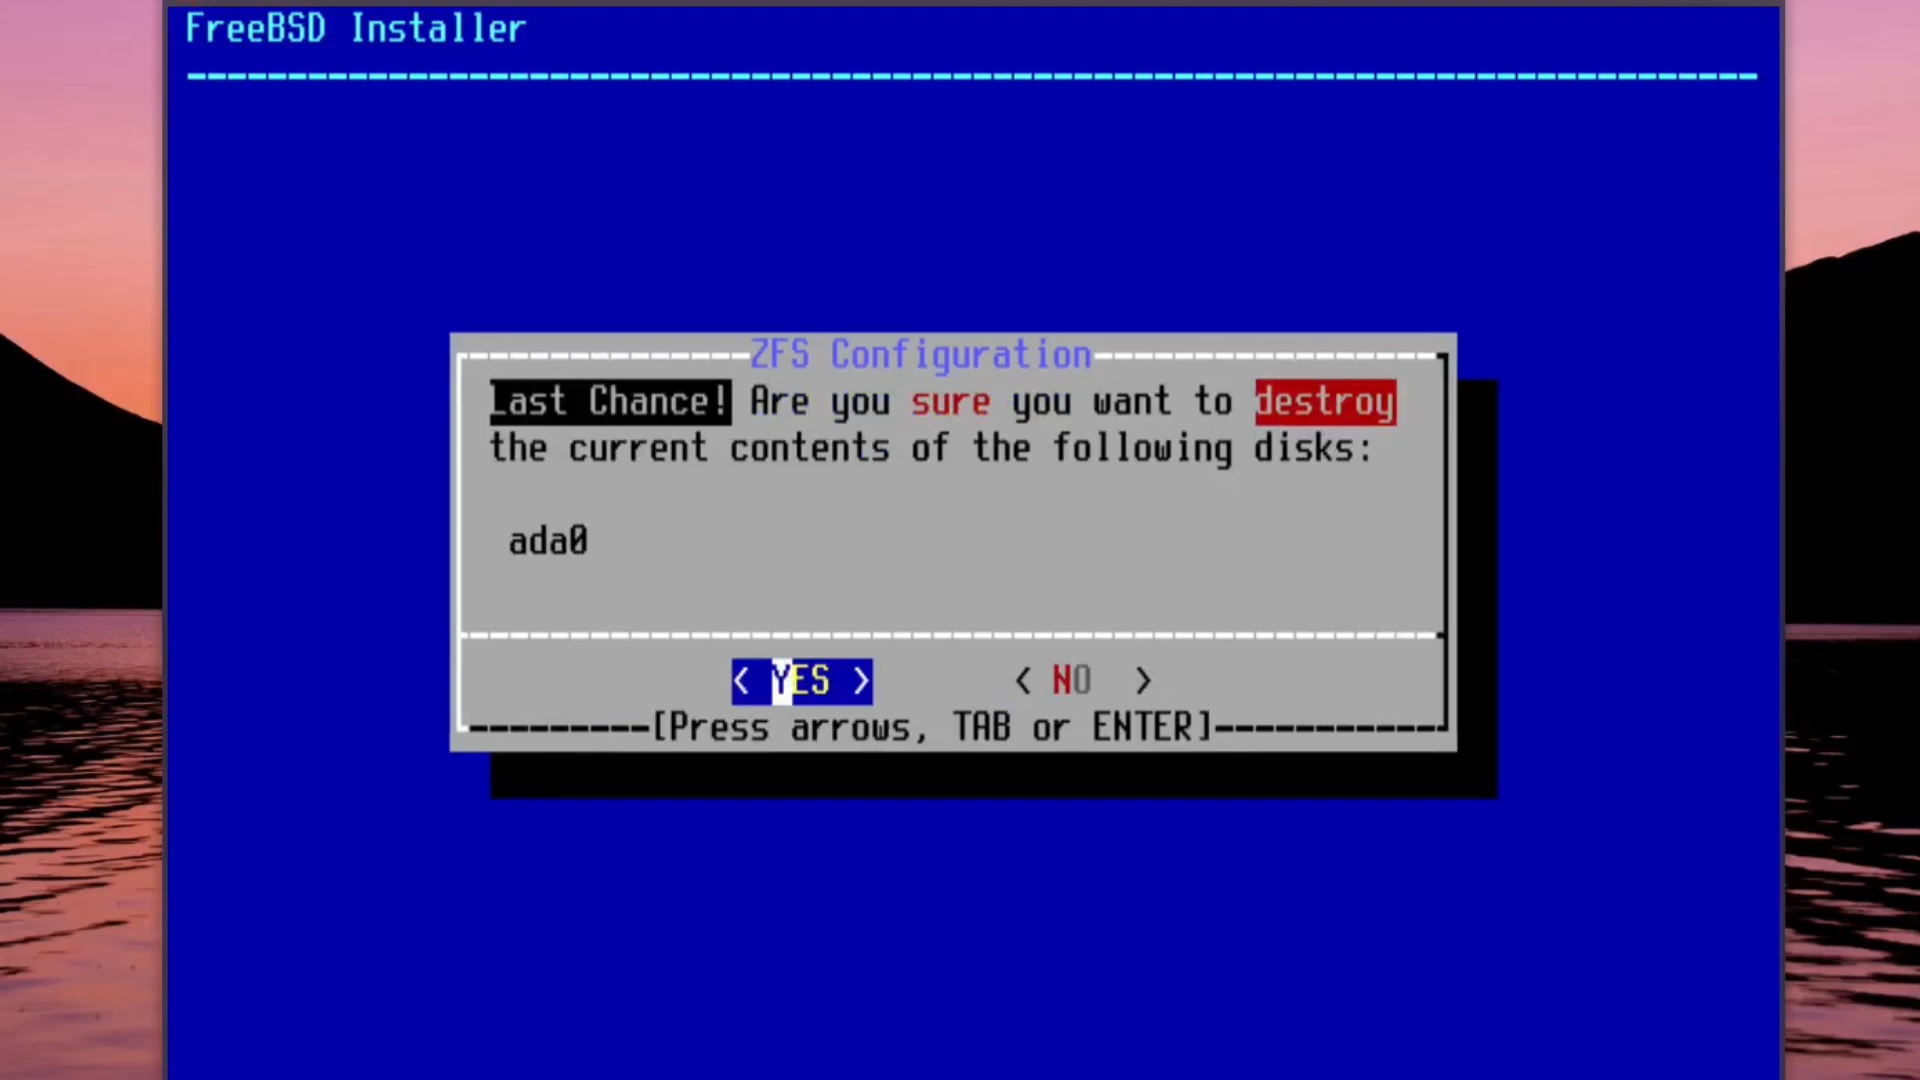 FreeBSD Installer
ZFS Configuration
Last Chance! Are you sure you want to destroy
the current contents of the following disks:
ada0
< YES > < NO >
[Press arrows, TAB or ENTER]